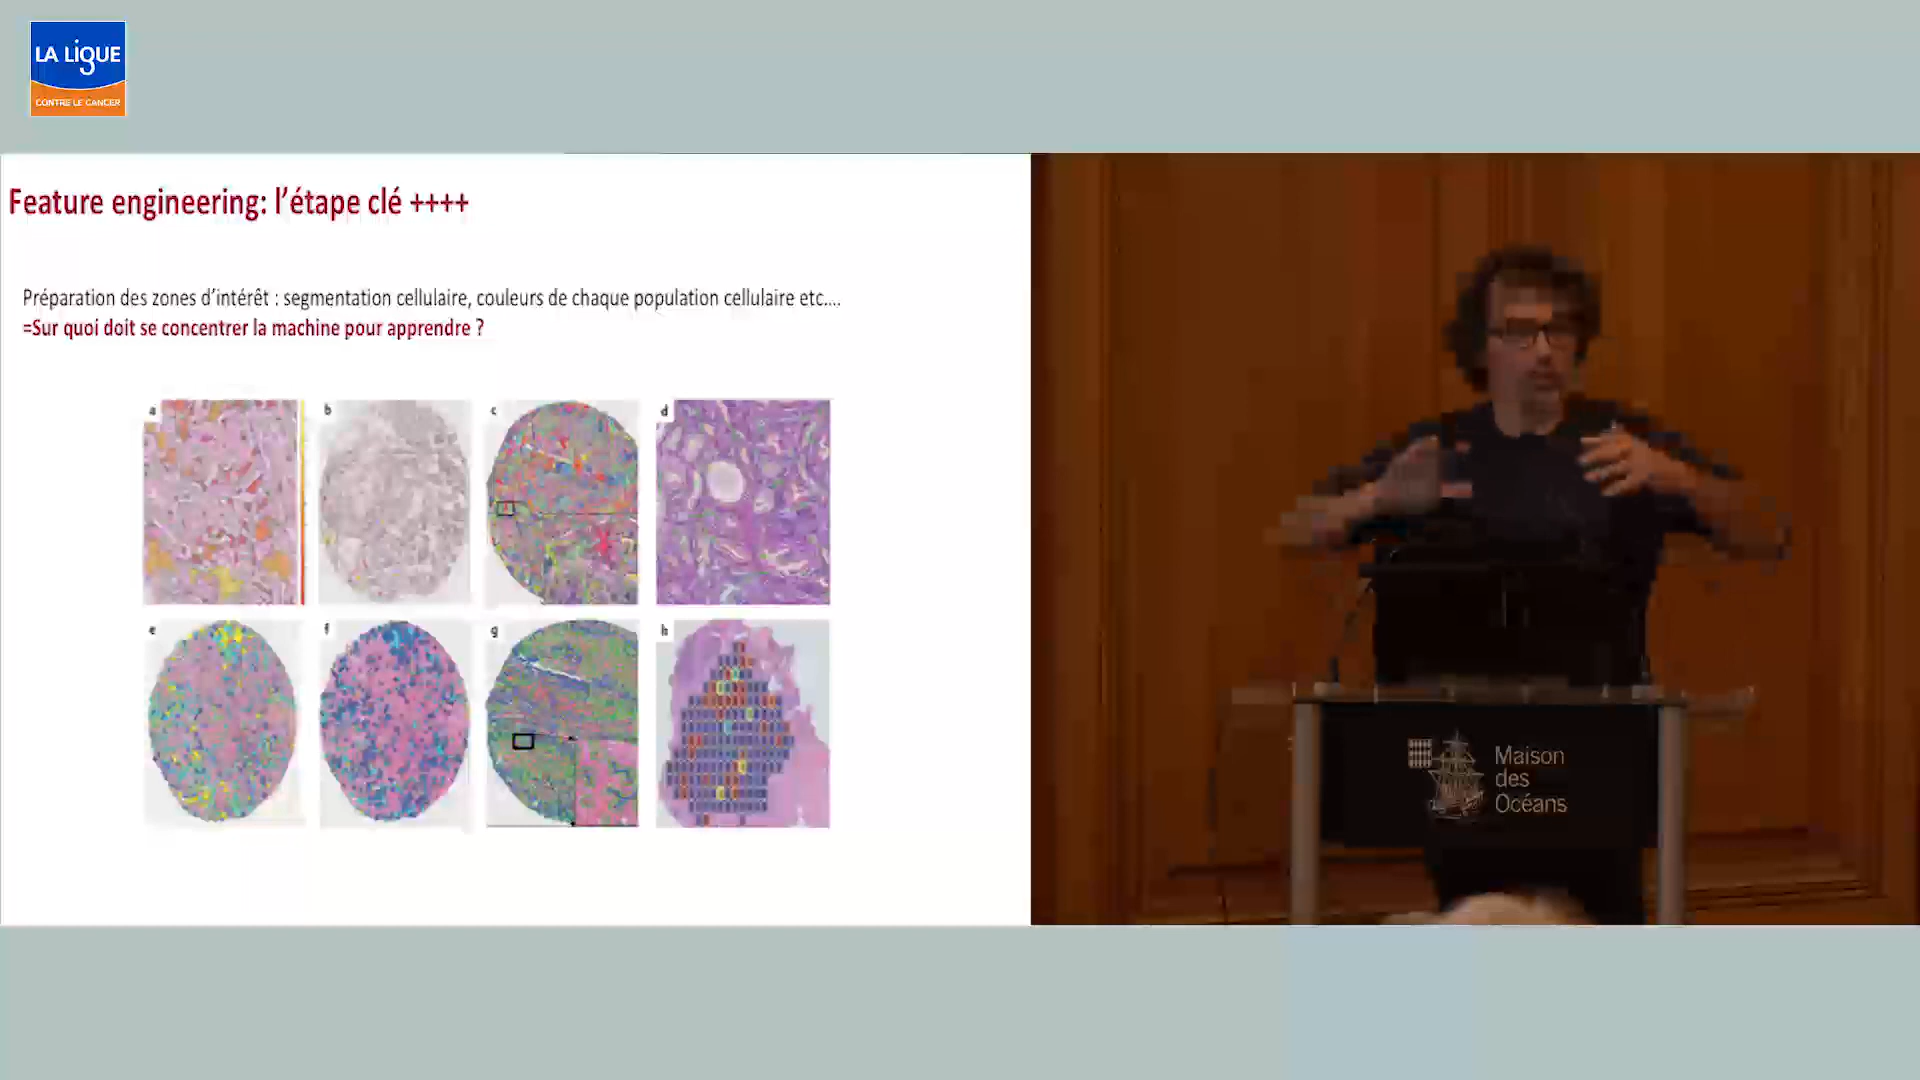 LA LIGUE
CONTRE LE CANCER
Feature engineering: l'étape clé ++++
Préparation des zones d'intérêt : segmentation cellulaire, couleurs de chaque population cellulaire etc....
=Sur quoi doit se concentrer la machine pour apprendre ?
a
b
c
d
e
f
g
h
Maison
des
Océans